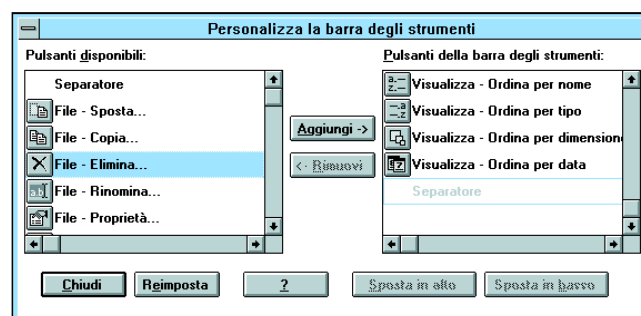 Personalizza la barra degli strumenti
Pulsanti disponibili:
Separatore
File - Sposta...
File - Copia...
File - Elimina...
File - Rinomina...
File - Proprietà...
Aggiungi ->
<- Rimuovi
Pulsanti della barra degli strumenti:
Visualizza - Ordina per nome
Visualizza - Ordina per tipo
Visualizza - Ordina per dimensione
Visualizza - Ordina per data
Separatore
Chiudi
Reimposta
?
Sposta in alto
Sposta in basso